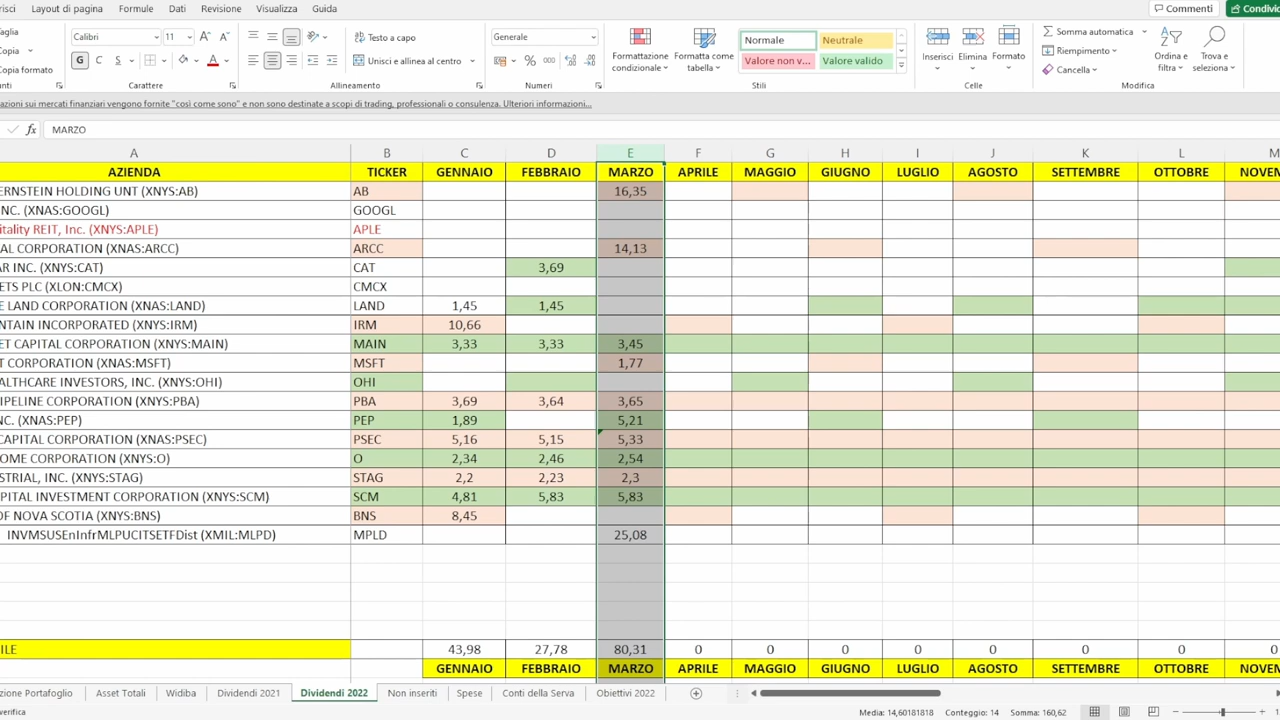 risci Layout di pagina Formule Dati Revisione Visualizza Guida Commenti Condivid
Taglia
Copia
Copia formato
Calibri 11
G C S A
Testo a capo
Unisci e allinea al centro
Generale
% 000
Formattazione condizionale
Formatta come tabella
Normale Neutrale
Valore non v... Valore valido
Inserisci Elimina Formato
Somma automatica
Riempimento
Cancella
Ordina e filtra
Trova e seleziona
unti Carattere Allineamento Numeri Stili Celle Modifica
azioni sui mercati finanziari vengono fornite "così come sono" e non sono destinate a scopi di trading, professionali o consulenza. Ulteriori informazioni...
fx MARZO
A B C D E F G H I J K L M
AZIENDA TICKER GENNAIO FEBBRAIO MARZO APRILE MAGGIO GIUGNO LUGLIO AGOSTO SETTEMBRE OTTOBRE NOVEM
ERNSTEIN HOLDING UNT (XNYS:AB) AB 16,35
NC. (XNAS:GOOGL) GOOGL
itality REIT, Inc. (XNYS:APLE) APLE
AL CORPORATION (XNAS:ARCC) ARCC 14,13
AR INC. (XNYS:CAT) CAT 3,69
ETS PLC (XLON:CMCX) CMCX
E LAND CORPORATION (XNAS:LAND) LAND 1,45 1,45
NTAIN INCORPORATED (XNYS:IRM) IRM 10,66
ET CAPITAL CORPORATION (XNYS:MAIN) MAIN 3,33 3,33 3,45
T CORPORATION (XNAS:MSFT) MSFT 1,77
ALTHCARE INVESTORS, INC. (XNYS:OHI) OHI
PIPELINE CORPORATION (XNYS:PBA) PBA 3,69 3,64 3,65
NC. (XNAS:PEP) PEP 1,89 5,21
CAPITAL CORPORATION (XNAS:PSEC) PSEC 5,16 5,15 5,33
OME CORPORATION (XNYS:O) O 2,34 2,46 2,54
STRIAL, INC. (XNYS:STAG) STAG 2,2 2,23 2,3
APITAL INVESTMENT CORPORATION (XNYS:SCM) SCM 4,81 5,83 5,83
OF NOVA SCOTIA (XNYS:BNS) BNS 8,45
INVMSUSEnInfrMLPUCITSETFDist (XMIL:MLPD) MPLD 25,08
ILE 43,98 27,78 80,31 0 0 0 0 0 0 0 0
GENNAIO FEBBRAIO MARZO APRILE MAGGIO GIUGNO LUGLIO AGOSTO SETTEMBRE OTTOBRE NOVEM
zione Portafoglio Asset Totali Widiba Dividendi 2021 Dividendi 2022 Non inseriti Spese Conti della Serva Obiettivi 2022
verifica Media: 14,60181818 Conteggio: 14 Somma: 160,62